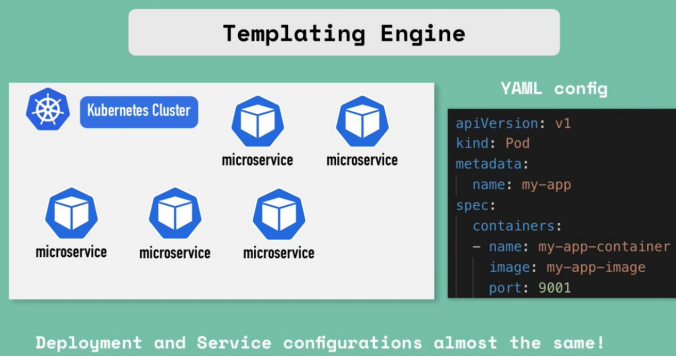 Templating Engine
Kubernetes Cluster
microservice
microservice
microservice
microservice
microservice
YAML config
apiVersion: v1
kind: Pod
metadata:
  name: my-app
spec:
  containers:
  - name: my-app-container
    image: my-app-image
    port: 9001
Deployment and Service configurations almost the same!